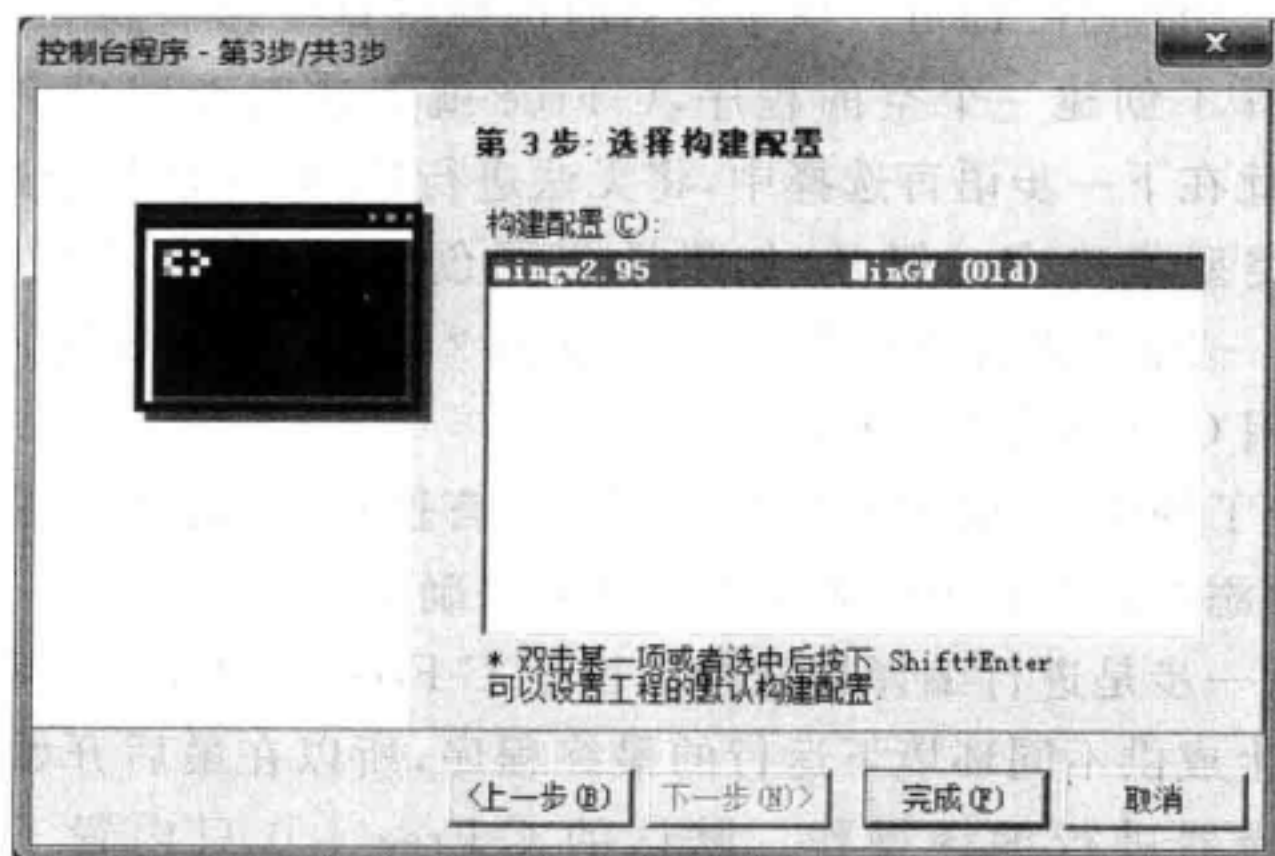 控制台程序 - 第3步/共3步
第 3 步: 选择构建配置
构建配置(C):
mingw2.95 MinGW (Old)
* 双击某一项或者选中后按下 Shift+Enter
可以设置工程的默认构建配置
<上一步(B) 下一步(N)> 完成(F) 取消